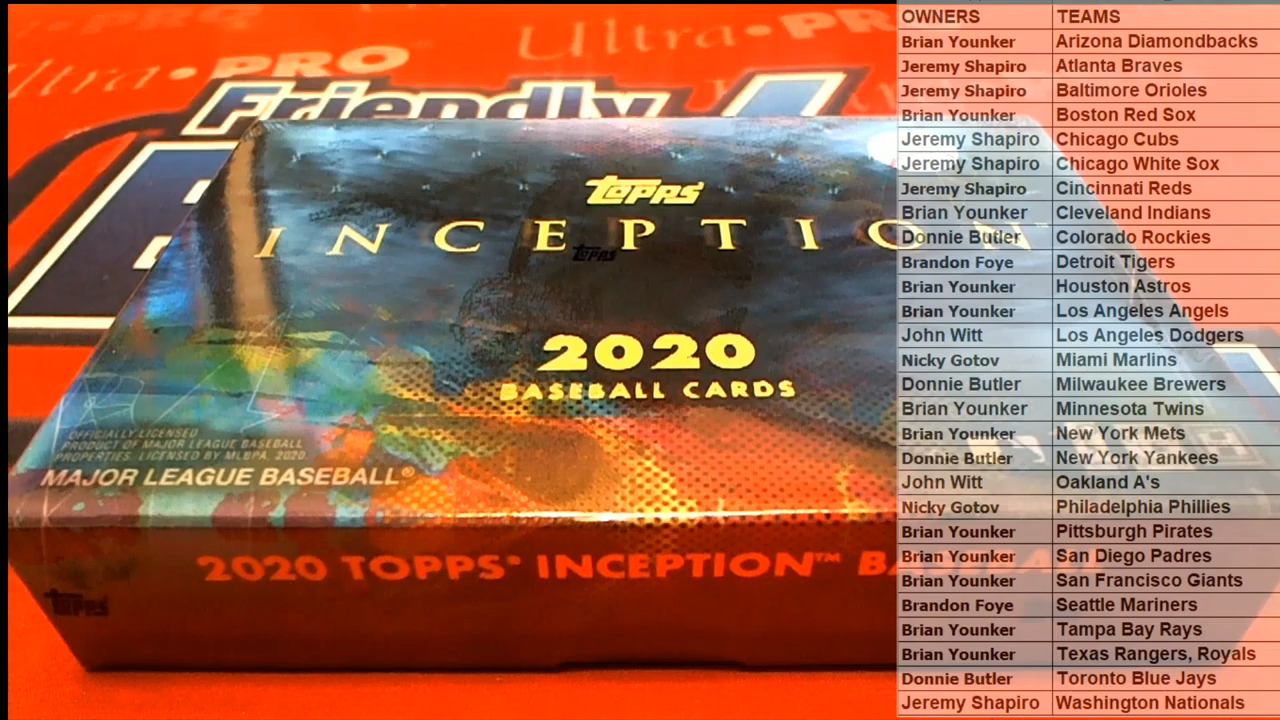 Ultra•PRO
Ultra•PRO
Friendly
TOPPS
INCEPTION™
TOPPS
2020
BASEBALL CARDS
OFFICIALLY LICENSED
PRODUCT OF MAJOR LEAGUE BASEBALL
PROPERTIES. LICENSED BY MLBPA, 2020.
MAJOR LEAGUE BASEBALL®
2020 TOPPS® INCEPTION™ BASEBALL
TOPPS
OWNERS TEAMS
Brian Younker Arizona Diamondbacks
Jeremy Shapiro Atlanta Braves
Jeremy Shapiro Baltimore Orioles
Brian Younker Boston Red Sox
Jeremy Shapiro Chicago Cubs
Jeremy Shapiro Chicago White Sox
Jeremy Shapiro Cincinnati Reds
Brian Younker Cleveland Indians
Donnie Butler Colorado Rockies
Brandon Foye Detroit Tigers
Brian Younker Houston Astros
Brian Younker Los Angeles Angels
John Witt Los Angeles Dodgers
Nicky Gotov Miami Marlins
Donnie Butler Milwaukee Brewers
Brian Younker Minnesota Twins
Brian Younker New York Mets
Donnie Butler New York Yankees
John Witt Oakland A's
Nicky Gotov Philadelphia Phillies
Brian Younker Pittsburgh Pirates
Brian Younker San Diego Padres
Brian Younker San Francisco Giants
Brandon Foye Seattle Mariners
Brian Younker Tampa Bay Rays
Brian Younker Texas Rangers, Royals
Donnie Butler Toronto Blue Jays
Jeremy Shapiro Washington Nationals